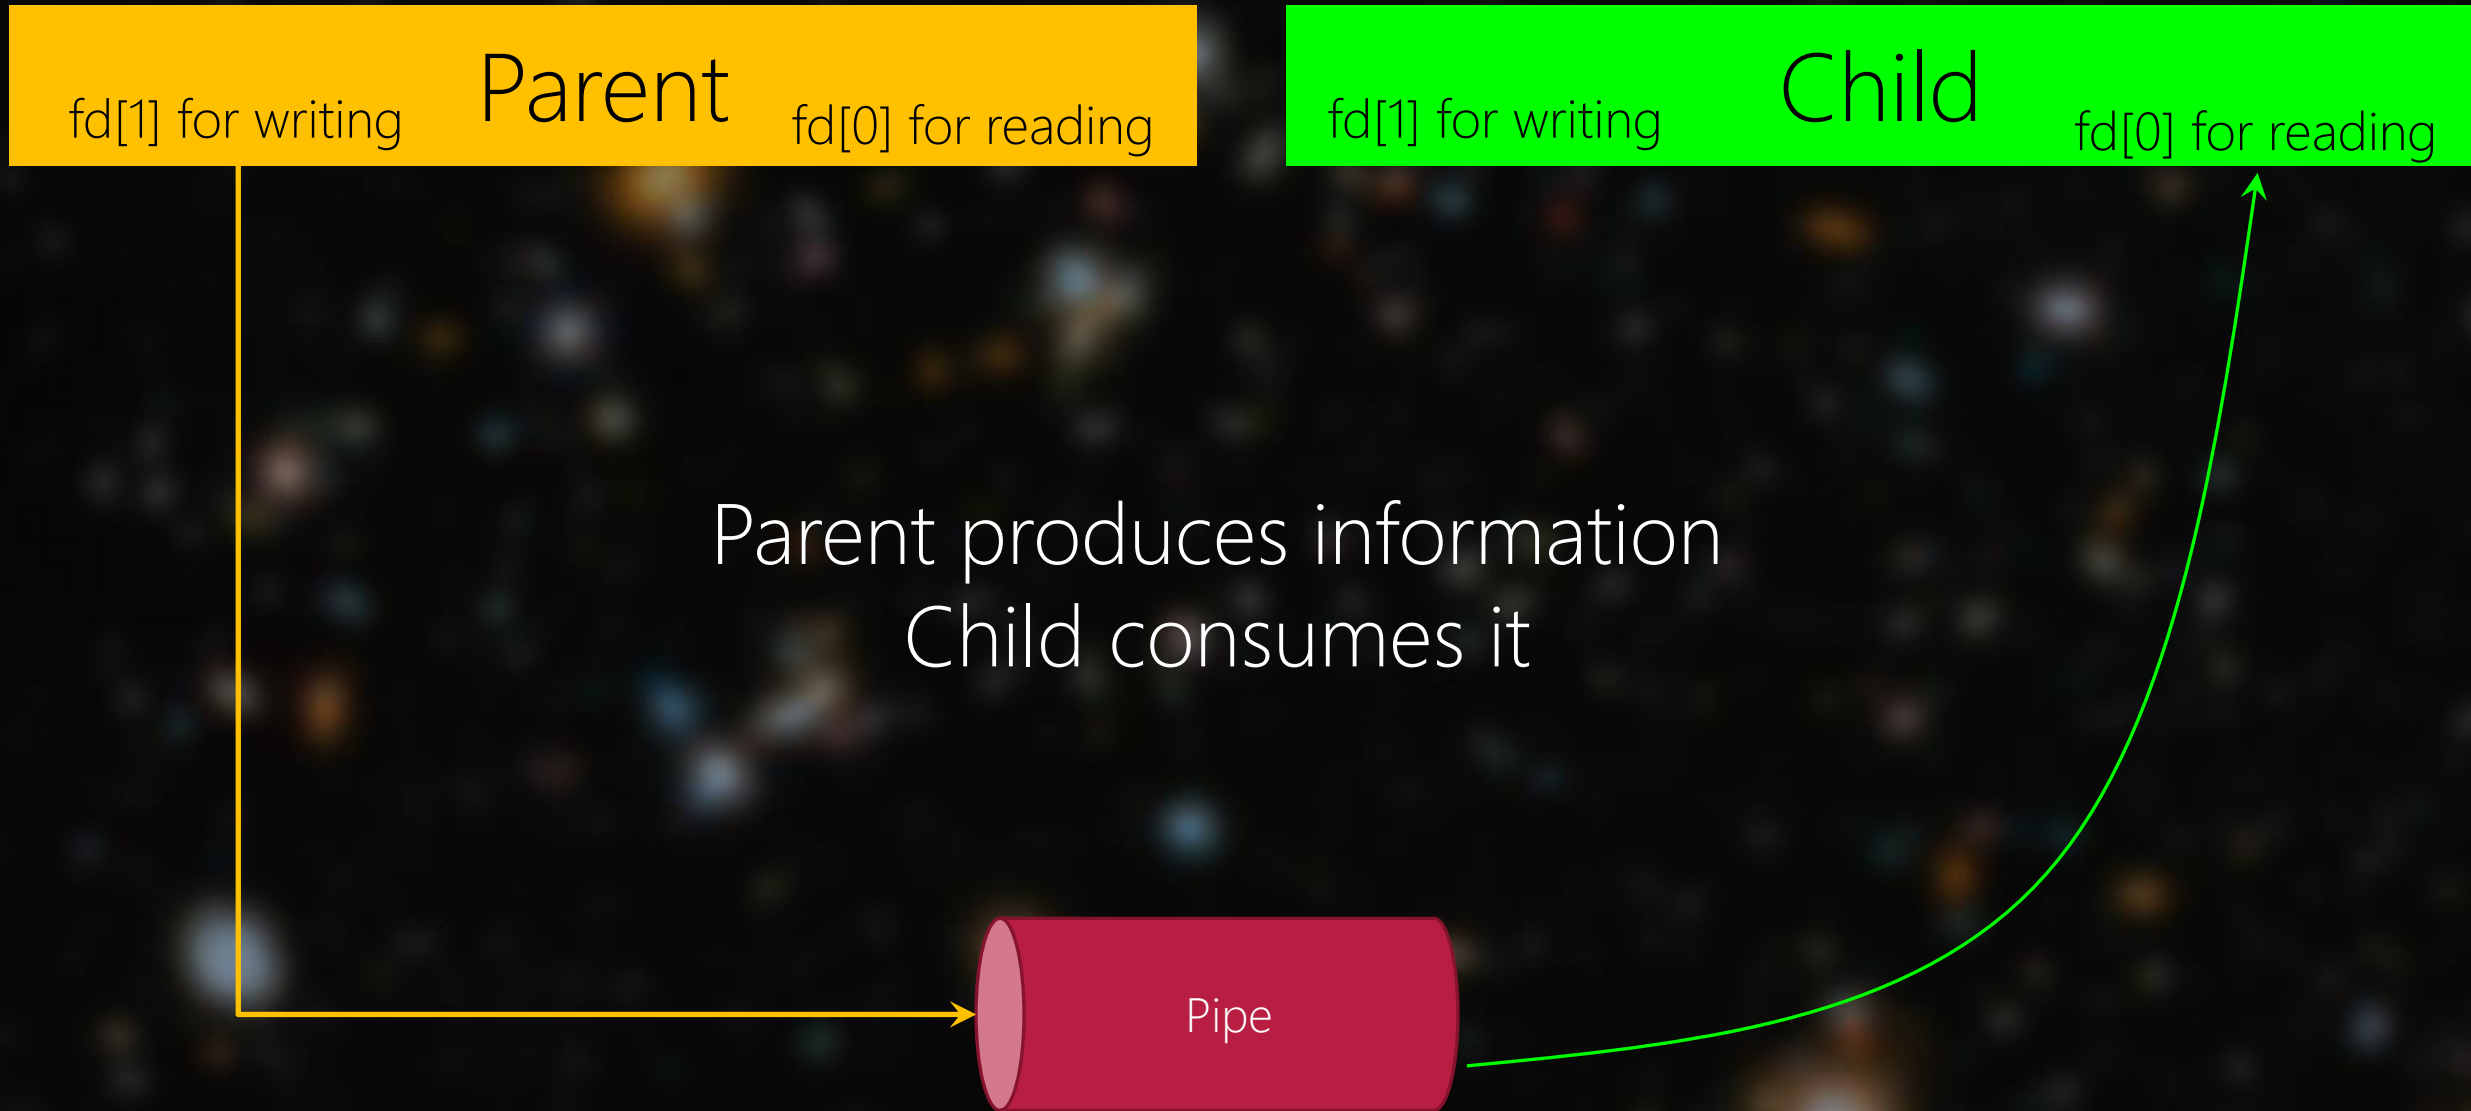 Parent
fd[1] for writing
fd[0] for reading
Child
fd[1] for writing
fd[0] for reading
Parent produces information
Child consumes it
Pipe